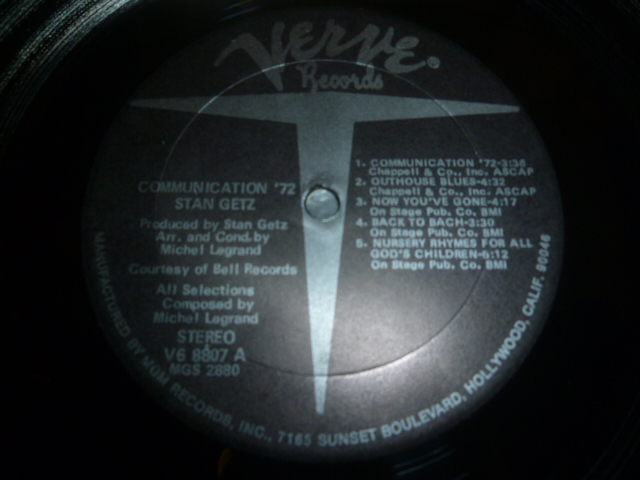 Verve
Records
COMMUNICATION '72
STAN GETZ
Produced by Stan Getz
Arr. and Cond. by
Michel Legrand
Courtesy of Bell Records
All Selections
Composed by
Michel Legrand
STEREO
V6 8807 A
MGS 2880
1. COMMUNICATION '72-3:36
Chappell & Co., Inc. ASCAP
2. OUTHOUSE BLUES-4:32
Chappell & Co., Inc. ASCAP
3. NOW YOU'VE GONE-4:17
On Stage Pub. Co. BMI
4. BACK TO BACH-3:30
On Stage Pub. Co. BMI
5. NURSERY RHYMES FOR ALL
GOD'S CHILDREN-6:12
On Stage Pub. Co. BMI
MANUFACTURED BY MGM RECORDS, INC., 7165 SUNSET BOULEVARD, HOLLYWOOD, CALIF. 90046